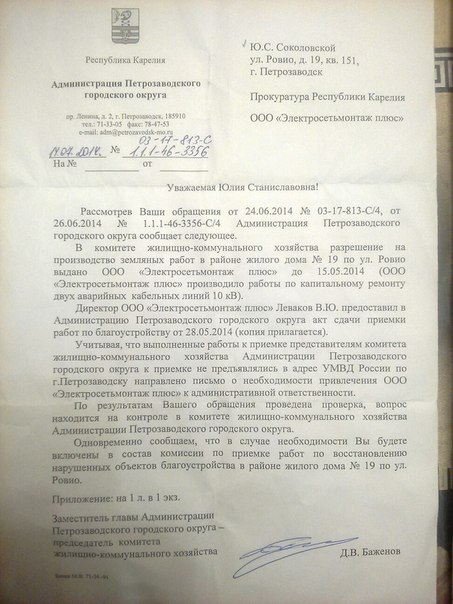 Республика Карелия
Администрация Петрозаводского
городского округа
пр. Ленина, д. 2, г. Петрозаводск, 185910
тел.: 71-33-05 факс: 78-47-53
e-mail: adm@petrozavodsk-mo.ru
03-17-813-С
14.07.2014 № 1.1.1-46-3356
На № от
Ю.С. Соколовской
ул. Ровио, д. 19, кв. 151,
г. Петрозаводск
Прокуратура Республики Карелия
ООО «Электросетьмонтаж плюс»
Уважаемая Юлия Станиславовна!
Рассмотрев Ваши обращения от 24.06.2014 № 03-17-813-С/4, от
26.06.2014 № 1.1.1-46-3356-С/4 Администрация Петрозаводского
городского округа сообщает следующее.
В комитете жилищно-коммунального хозяйства разрешение на
производство земляных работ в районе жилого дома № 19 по ул. Ровио
выдано ООО «Электросетьмонтаж плюс» до 15.05.2014 (ООО
«Электросетьмонтаж плюс» производило работы по капитальному ремонту
двух аварийных кабельных линий 10 кВ).
Директор ООО «Электросетьмонтаж плюс» Леваков В.Ю. предоставил в
Администрацию Петрозаводского городского округа акт сдачи приемки
работ по благоустройству от 28.05.2014 (копия прилагается).
Учитывая, что выполненные работы к приемке представителям комитета
жилищно-коммунального хозяйства Администрации Петрозаводского
городского округа к приемке не предъявлялись в адрес УМВД России по
г.Петрозаводску направлено письмо о необходимости привлечения ООО
«Электросетьмонтаж плюс» к административной ответственности.
По результатам Вашего обращения проведена проверка, вопрос
находится на контроле в комитете жилищно-коммунального хозяйства
Администрации Петрозаводского городского округа.
Одновременно сообщаем, что в случае необходимости Вы будете
включены в состав комиссии по приемке работ по восстановлению
нарушенных объектов благоустройства в районе жилого дома № 19 по ул.
Ровио.
Приложение: на 1 л. в 1 экз.
Заместитель главы Администрации
Петрозаводского городского округа –
председатель комитета
жилищно-коммунального хозяйства
Д.В. Баженов